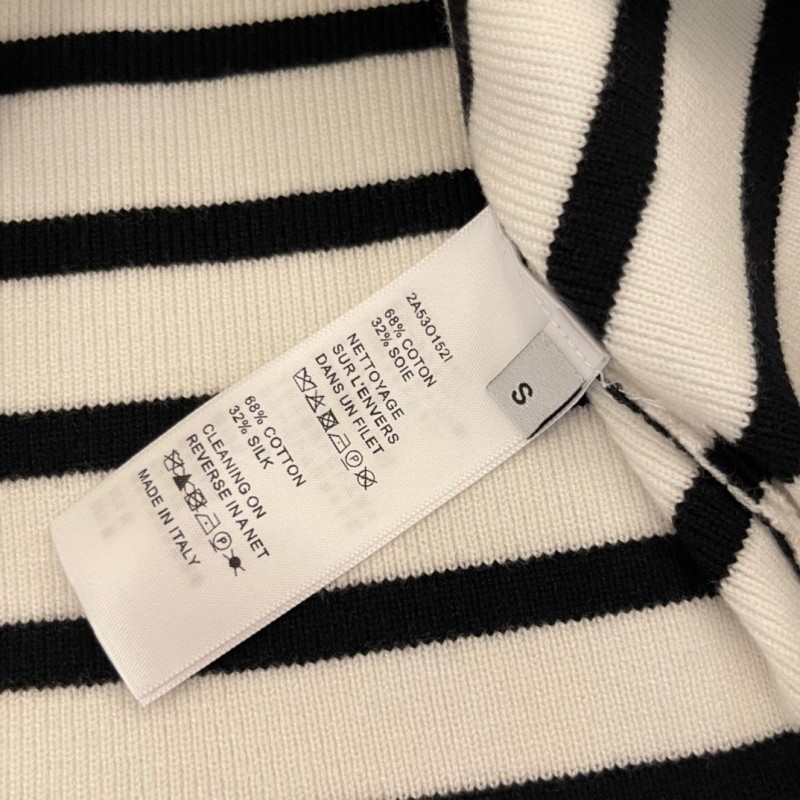 2A53O152I
68% COTON
32% SOIE
NETTOYAGE
SUR L'ENVERS
DANS UN FILET
P
68% COTTON
32% SILK
CLEANING ON
REVERSE IN A NET
P
MADE IN ITALY
S